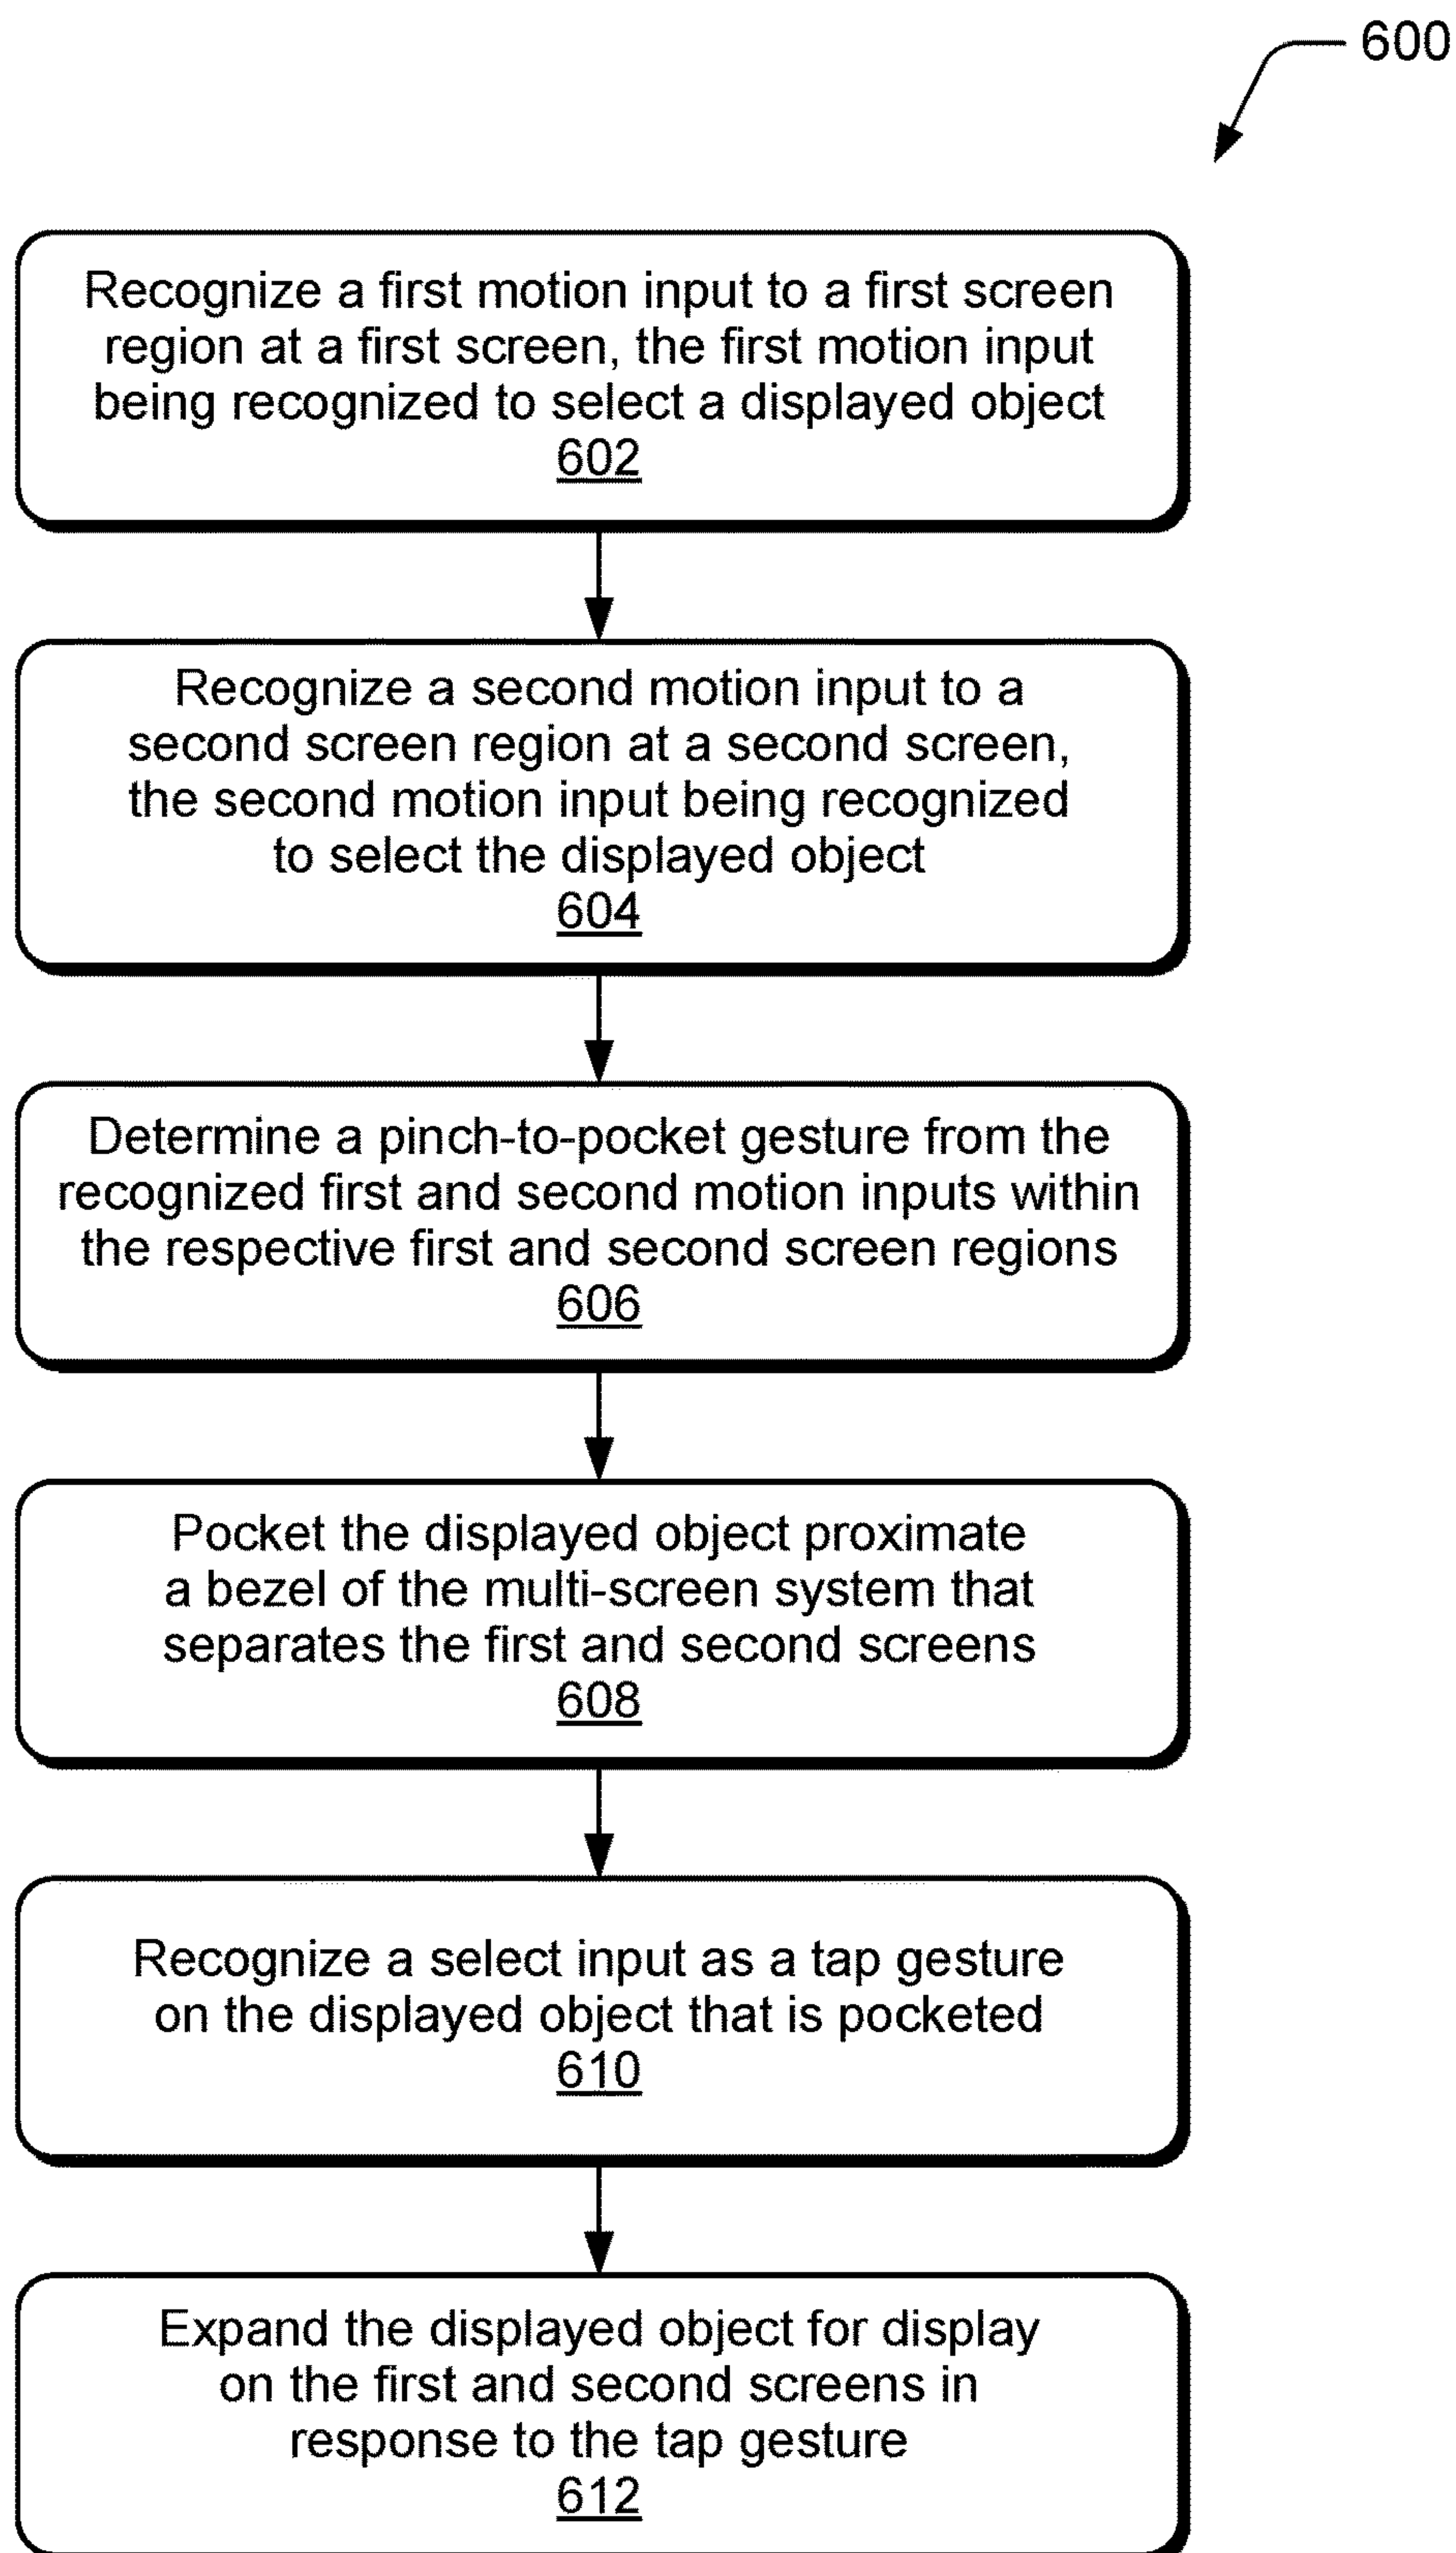 600
Recognize a first motion input to a first screen
region at a first screen, the first motion input
being recognized to select a displayed object
602
Recognize a second motion input to a
second screen region at a second screen,
the second motion input being recognized
to select the displayed object
604
Determine a pinch-to-pocket gesture from the
recognized first and second motion inputs within
the respective first and second screen regions
606
Pocket the displayed object proximate
a bezel of the multi-screen system that
separates the first and second screens
608
Recognize a select input as a tap gesture
on the displayed object that is pocketed
610
Expand the displayed object for display
on the first and second screens in
response to the tap gesture
612